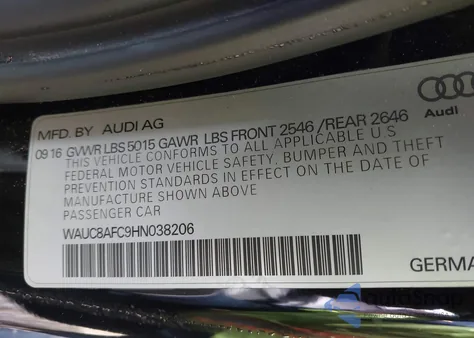 MFD. BY AUDI AG
09 16 GVWR LBS 5015 GAWR LBS FRONT 2546 /REAR 2646
THIS VEHICLE CONFORMS TO ALL APPLICABLE U.S
FEDERAL MOTOR VEHICLE SAFETY, BUMPER AND THEFT
PREVENTION STANDARDS IN EFFECT ON THE DATE OF
MANUFACTURE SHOWN ABOVE
PASSENGER CAR
Audi
WAUC8AFC9HN038206
GERMA
AutoSnap